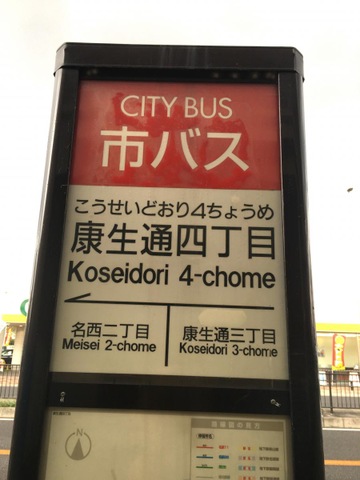 CITY BUS
市バス
こうせいどおり4ちょうめ
康生通四丁目
Koseidori 4-chome
名西二丁目
Meisei 2-chome
康生通三丁目
Koseidori 3-chome
N